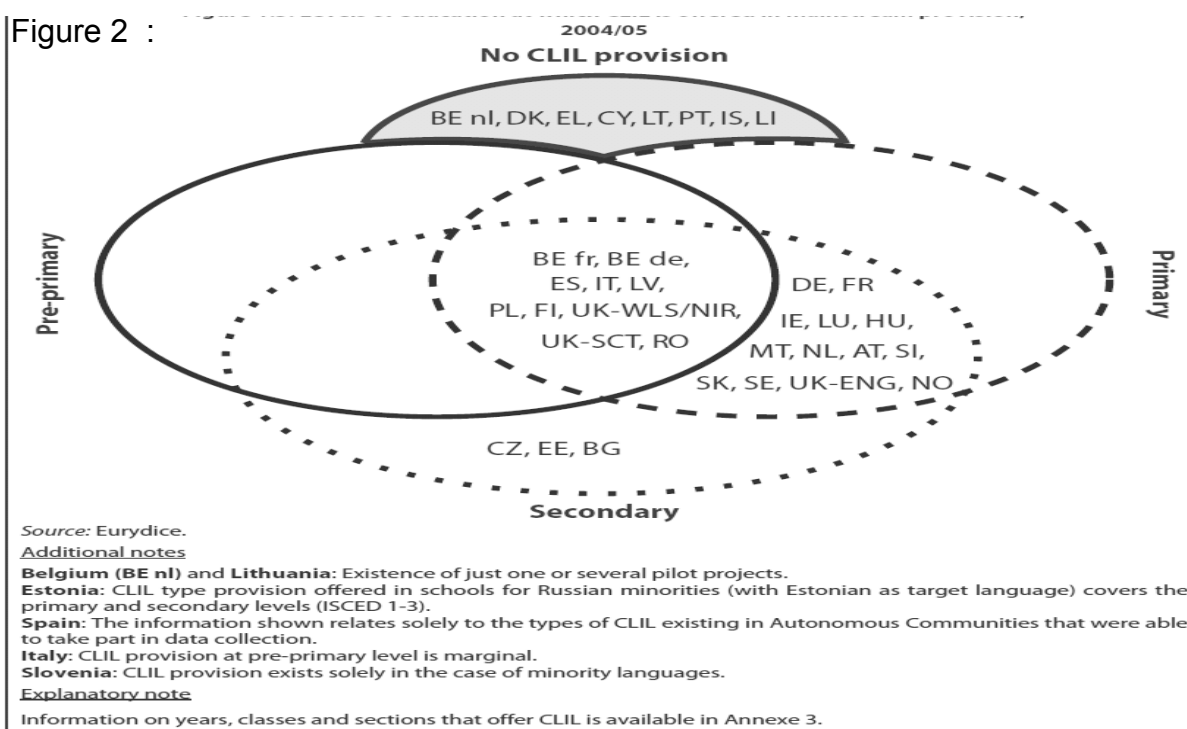 Figure 2 :
2004/05
No CLIL provision
BE nl, DK, EL, CY, LT, PT, IS, LI
Pre-primary
Primary
BE fr, BE de,
ES, IT, LV,
PL, FI, UK-WLS/NIR,
UK-SCT, RO
DE, FR
IE, LU, HU,
MT, NL, AT, SI,
SK, SE, UK-ENG, NO
CZ, EE, BG
Secondary
Source: Eurydice.
Additional notes
Belgium (BE nl) and Lithuania: Existence of just one or several pilot projects.
Estonia: CLIL type provision offered in schools for Russian minorities (with Estonian as target language) covers the
primary and secondary levels (ISCED 1-3).
Spain: The information shown relates solely to the types of CLIL existing in Autonomous Communities that were able
to take part in data collection.
Italy: CLIL provision at pre-primary level is marginal.
Slovenia: CLIL provision exists solely in the case of minority languages.
Explanatory note
Information on years, classes and sections that offer CLIL is available in Annexe 3.